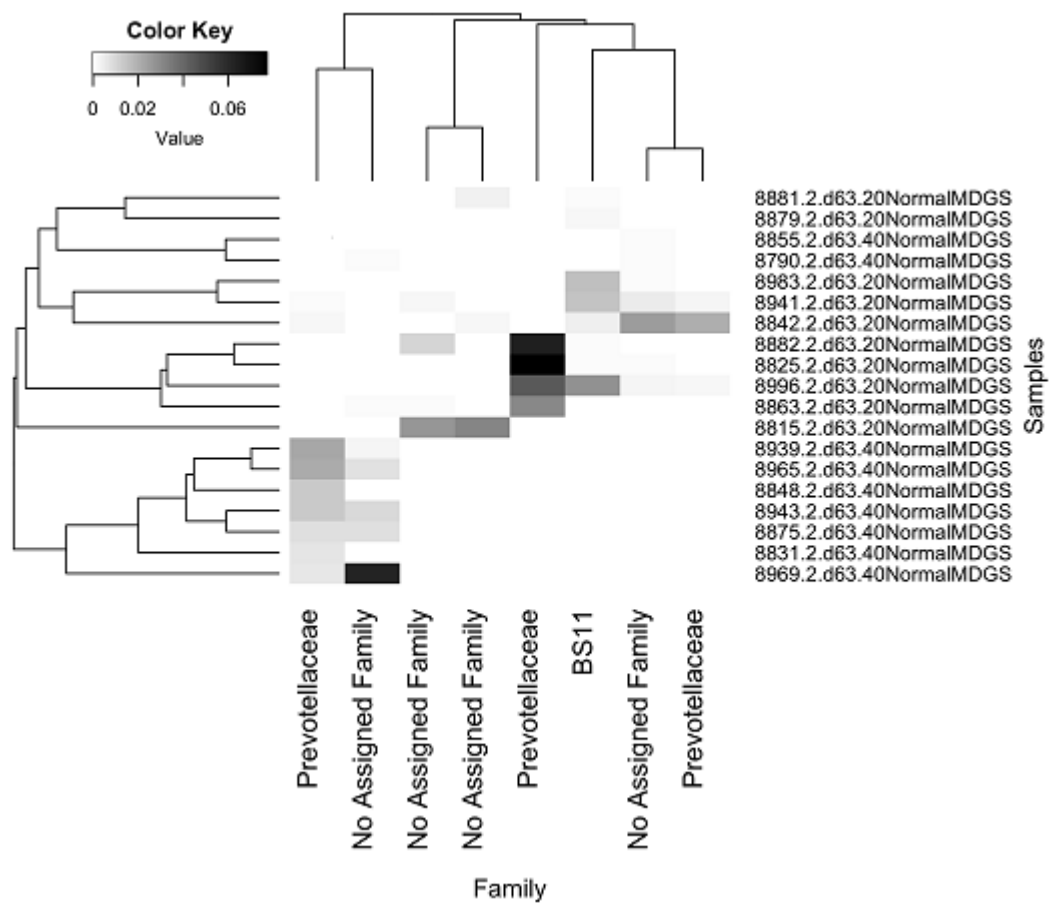 Color Key
0 0.02 0.06
Value
8881.2.d63.20NormalMDGS
8879.2.d63.20NormalMDGS
8855.2.d63.40NormalMDGS
8790.2.d63.40NormalMDGS
8983.2.d63.20NormalMDGS
8941.2.d63.20NormalMDGS
8842.2.d63.20NormalMDGS
8882.2.d63.20NormalMDGS
8825.2.d63.20NormalMDGS
8996.2.d63.20NormalMDGS
8863.2.d63.20NormalMDGS
8815.2.d63.20NormalMDGS
8939.2.d63.40NormalMDGS
8965.2.d63.40NormalMDGS
8848.2.d63.40NormalMDGS
8943.2.d63.40NormalMDGS
8875.2.d63.40NormalMDGS
8831.2.d63.40NormalMDGS
8969.2.d63.40NormalMDGS
Samples
Prevotellaceae
No Assigned Family
No Assigned Family
No Assigned Family
Prevotellaceae
BS11
No Assigned Family
Prevotellaceae
Family